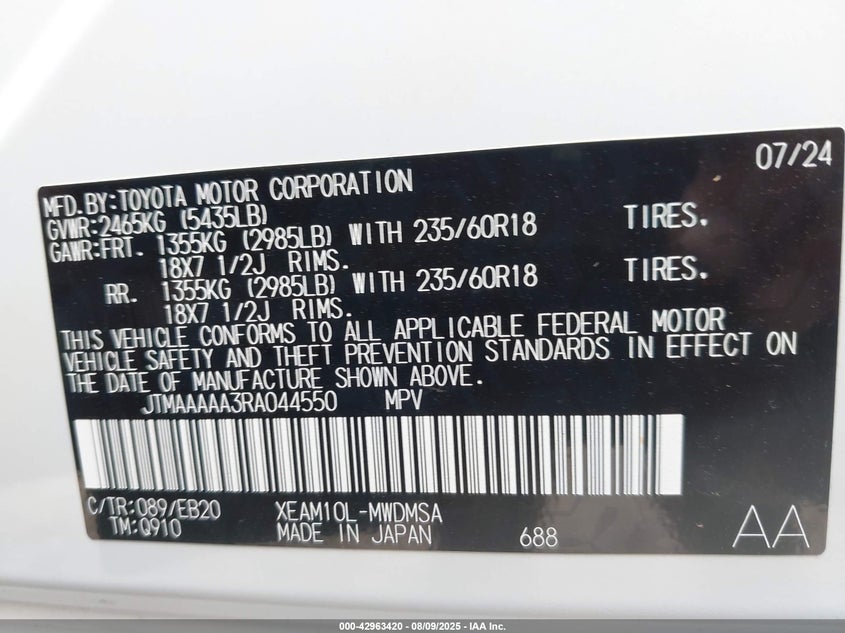 07/24
MFD.BY:TOYOTA MOTOR CORPORATION
GVWR:2465KG (5435LB)
GAWR:FRT. 1355KG (2985LB) WITH 235/60R18 TIRES.
18X7 1/2J RIMS.
RR. 1355KG (2985LB) WITH 235/60R18 TIRES.
18X7 1/2J RIMS.
THIS VEHICLE CONFORMS TO ALL APPLICABLE FEDERAL MOTOR
VEHICLE SAFETY AND THEFT PREVENTION STANDARDS IN EFFECT ON
THE DATE OF MANUFACTURE SHOWN ABOVE.
JTMAAAAA3RA044550 MPV
C/TR:089/EB20 XEAM10L-MWDMSA
TM:Q910 MADE IN JAPAN 688 AA
000-42963420 - 08/09/2025 - IAA Inc.